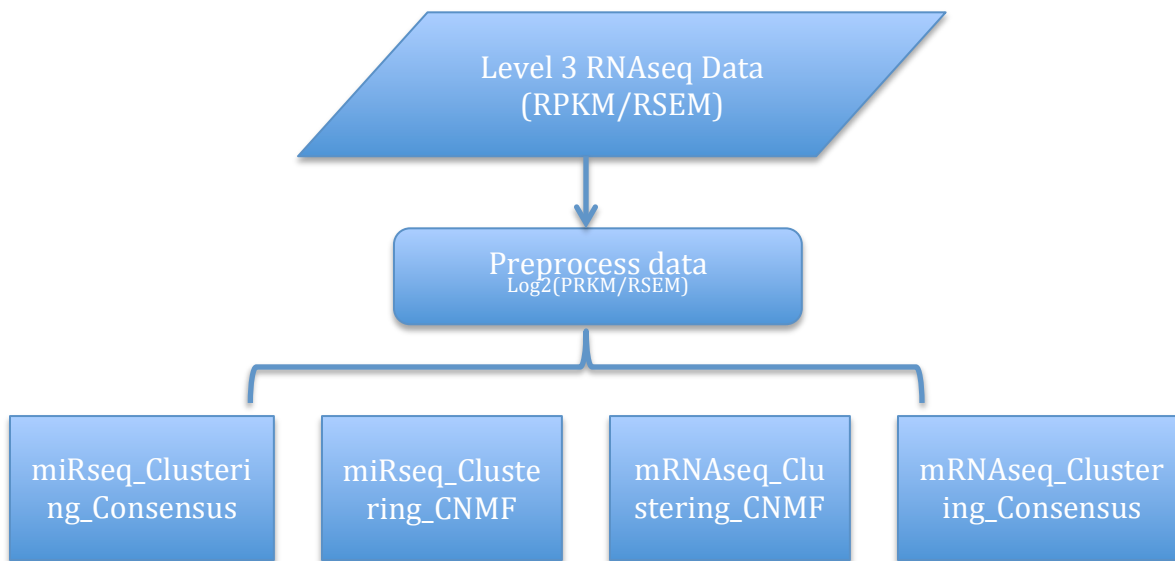 Level 3 RNAseq Data
(RPKM/RSEM)
Preprocess data
Log2(PRKM/RSEM)
miRseq_Clusteri
ng_Consensus
miRseq_Cluste
ring_CNMF
mRNAseq_Clu
stering_CNMF
mRNAseq_Cluster
ing_Consensus